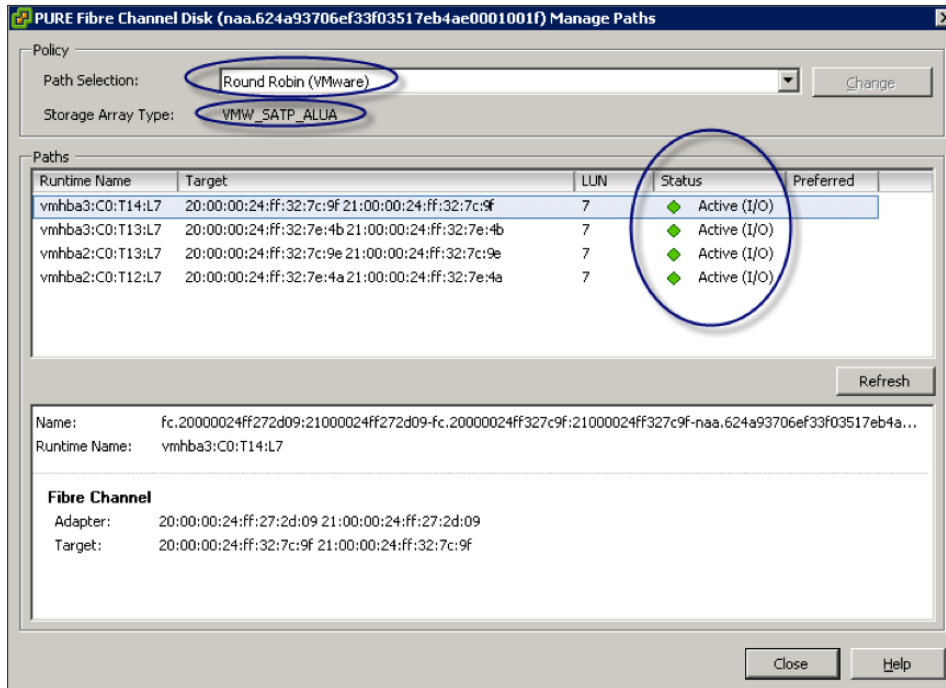 PURE Fibre Channel Disk (naa.624a93706ef33f03517eb4ae0001001f) Manage Paths
Policy
Path Selection: Round Robin (VMware) Change
Storage Array Type: VMW_SATP_ALUA
Paths
Runtime Name Target LUN Status Preferred
vmhba3:C0:T14:L7 20:00:00:24:ff:32:7c:9f 21:00:00:24:ff:32:7c:9f 7 Active (I/O)
vmhba3:C0:T13:L7 20:00:00:24:ff:32:7e:4b 21:00:00:24:ff:32:7e:4b 7 Active (I/O)
vmhba2:C0:T13:L7 20:00:00:24:ff:32:7c:9e 21:00:00:24:ff:32:7c:9e 7 Active (I/O)
vmhba2:C0:T12:L7 20:00:00:24:ff:32:7e:4a 21:00:00:24:ff:32:7e:4a 7 Active (I/O)
Refresh
Name: fc.20000024ff272d09:21000024ff272d09-fc.20000024ff327c9f:21000024ff327c9f-naa.624a93706ef33f03517eb4a...
Runtime Name: vmhba3:C0:T14:L7
Fibre Channel
Adapter: 20:00:00:24:ff:27:2d:09 21:00:00:24:ff:27:2d:09
Target: 20:00:00:24:ff:32:7c:9f 21:00:00:24:ff:32:7c:9f
Close Help